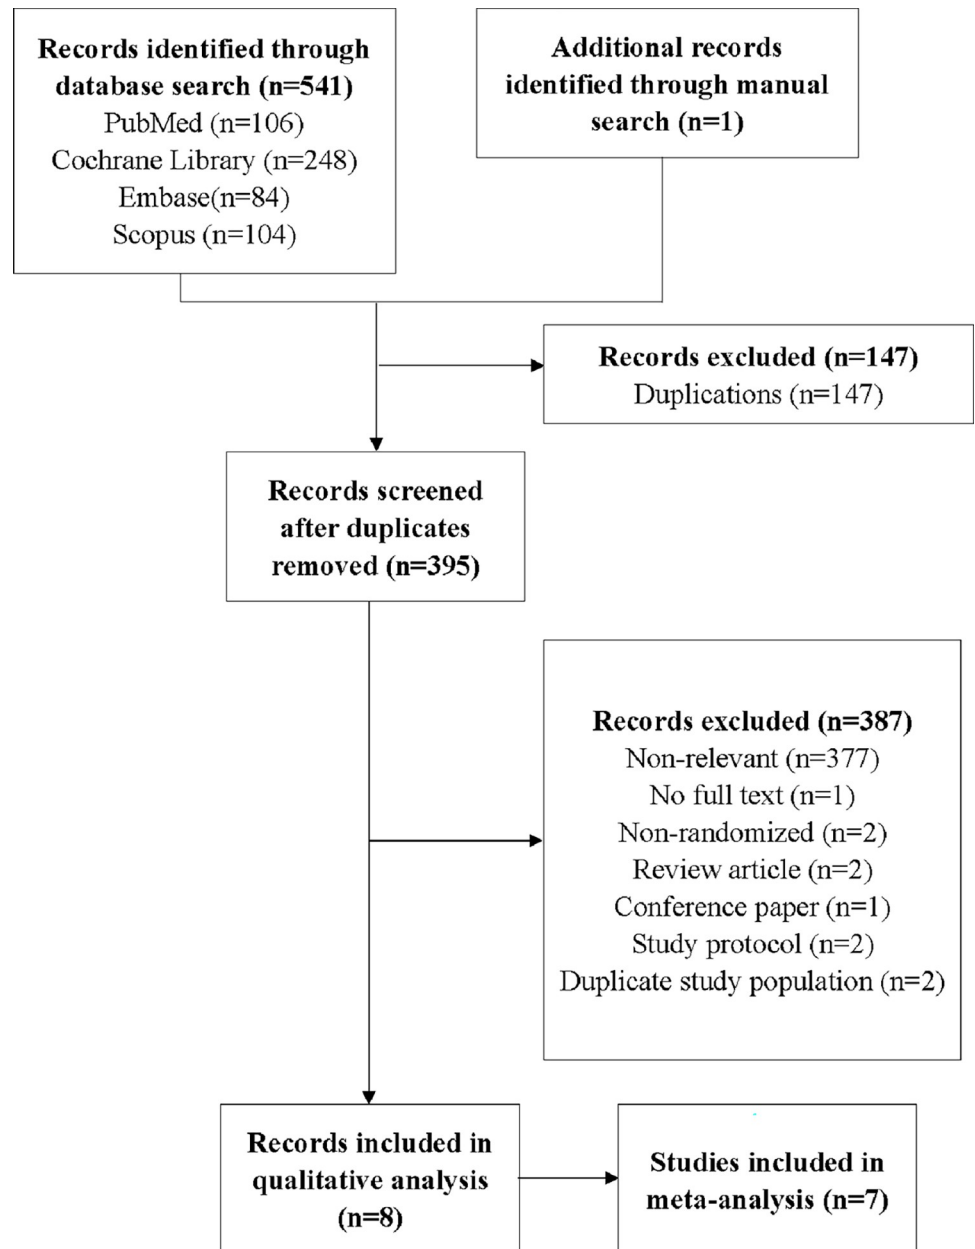 Records identified through
database search (n=541)
PubMed (n=106)
Cochrane Library (n=248)
Embase(n=84)
Scopus (n=104)
Additional records
identified through manual
search (n=1)
Records excluded (n=147)
Duplications (n=147)
Records screened
after duplicates
removed (n=395)
Records excluded (n=387)
Non-relevant (n=377)
No full text (n=1)
Non-randomized (n=2)
Review article (n=2)
Conference paper (n=1)
Study protocol (n=2)
Duplicate study population (n=2)
Records included in
qualitative analysis
(n=8)
Studies included in
meta-analysis (n=7)